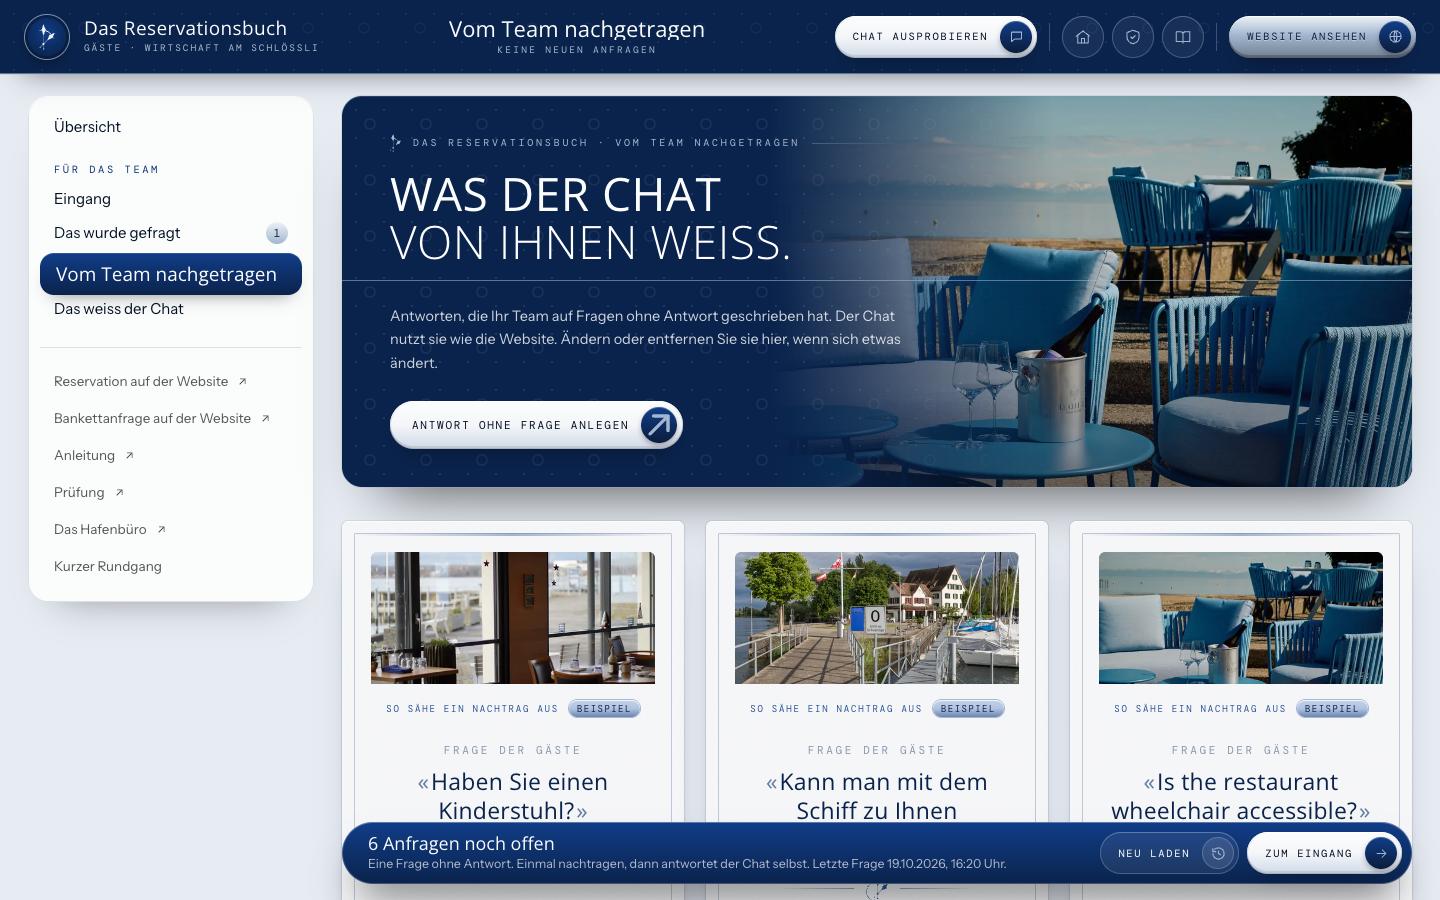 Das Reservationsbuch
GÄSTE · WIRTSCHAFT AM SCHLÖSSLI
Vom Team nachgetragen
KEINE NEUEN ANFRAGEN
CHAT AUSPROBIEREN
WEBSITE ANSEHEN
Übersicht
FÜR DAS TEAM
Eingang
Das wurde gefragt
1
Vom Team nachgetragen
Das weiss der Chat
Reservation auf der Website
Bankettanfrage auf der Website
Anleitung
Prüfung
Das Hafenbüro
Kurzer Rundgang
DAS RESERVATIONSBUCH · VOM TEAM NACHGETRAGEN
WAS DER CHAT
VON IHNEN WEISS.
Antworten, die Ihr Team auf Fragen ohne Antwort geschrieben hat. Der Chat
nutzt sie wie die Website. Ändern oder entfernen Sie sie hier, wenn sich etwas
ändert.
ANTWORT OHNE FRAGE ANLEGEN
SO SÄHE EIN NACHTRAG AUS BEISPIEL
FRAGE DER GÄSTE
«Haben Sie einen
Kinderstuhl?»
0
SO SÄHE EIN NACHTRAG AUS BEISPIEL
FRAGE DER GÄSTE
«Kann man mit dem
Schiff zu Ihnen
SO SÄHE EIN NACHTRAG AUS BEISPIEL
FRAGE DER GÄSTE
«Is the restaurant
wheelchair accessible?»
6 Anfragen noch offen
Eine Frage ohne Antwort. Einmal nachtragen, dann antwortet der Chat selbst. Letzte Frage 19.10.2026, 16:20 Uhr.
NEU LADEN
ZUM EINGANG